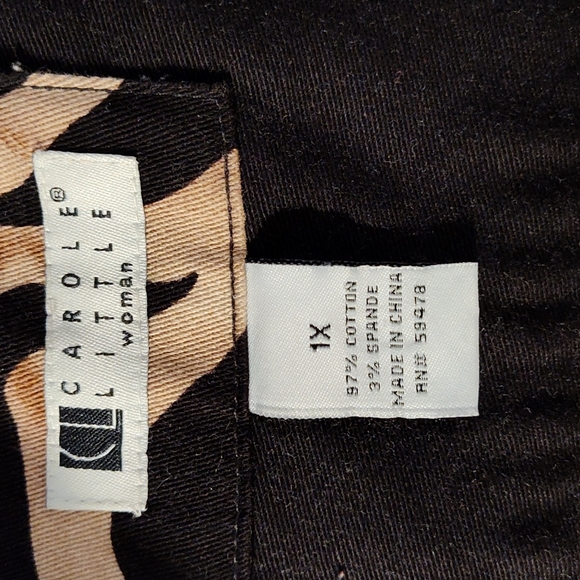 CAROLE®
LITTLE
woman
CL
1X
97% COTTON
3% SPANDE
MADE IN CHINA
RN# 59478